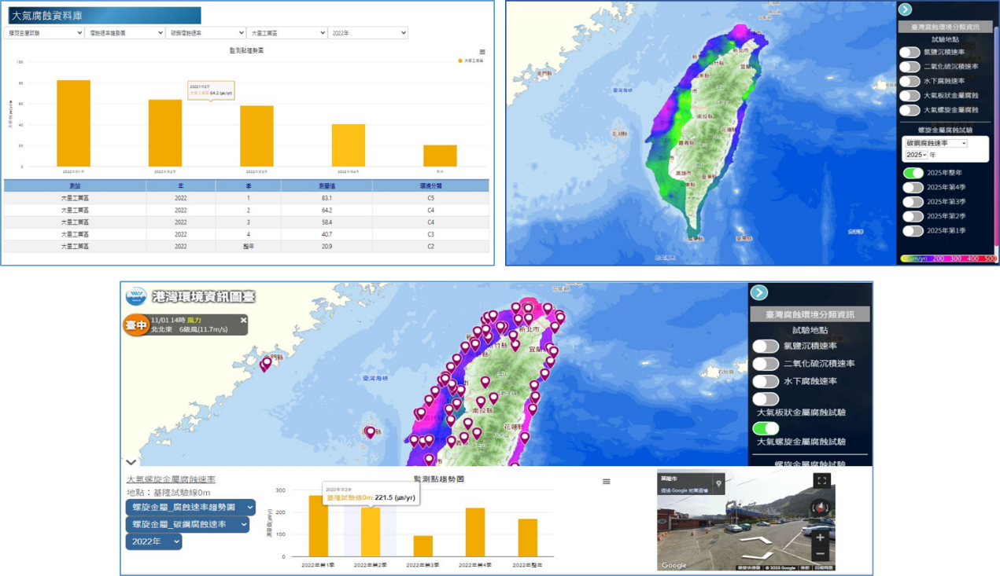 大氣腐蝕資料庫
螺旋金屬試驗 腐蝕速率趨勢圖 碳鋼腐蝕速率 大里工業區 2022年
監測點趨勢圖
大里工業區
100
80
60
40
20
0
2022年第2季
大里工業區:64.2 (μm/yr)
2022年第1季 2022年第2季 2022年第3季 2022年第4季 整年
測站 年 季 測量值 環境分類
大里工業區 2022 1 83.1 C5
大里工業區 2022 2 64.2 C4
大里工業區 2022 3 58.4 C4
大里工業區 2022 4 40.7 C3
大里工業區 2022 整年 20.9 C2
金門縣
臺灣海峽
新北市
宜蘭
南投縣
花蓮縣
嘉義縣
高雄市
臺東縣
臺灣腐蝕環境分類資訊
試驗地點
氯鹽沉積速率
二氧化硫沉積速率
水下腐蝕速率
大氣板狀金屬腐蝕
大氣螺旋金屬腐蝕
螺旋金屬腐蝕試驗
碳鋼腐蝕速率
2025 年
2025年整年
2025年第4季
2025年第3季
2025年第2季
2025年第1季
(μm/yr) 200 300 400 500
港灣環境資訊圖臺
臺中
11/01 14時 風力
北北東 6級風(11.7m/s)
臺灣海峽
新北市
宜蘭
南投縣
花蓮縣
臺灣腐蝕環境分類資訊
試驗地點
氯鹽沉積速率
二氧化硫沉積速率
水下腐蝕速率
大氣板狀金屬腐蝕試驗
大氣螺旋金屬腐蝕試驗
螺旋金屬腐蝕試驗
大氣螺旋金屬腐蝕速率
地點：基隆試驗線0m
螺旋金屬_腐蝕速率趨勢圖
螺旋金屬_碳鋼腐蝕速率
2022年
監測點趨勢圖
2022年第2季
基隆試驗線0m:221.5 (μm/yr)
測量值(μm/yr)
300
200
100
0
2022年第1季 2022年第2季 2022年第3季 2022年第4季 2022年整年
基隆市
透過 Google 地圖查看
Google
© 2023 Google